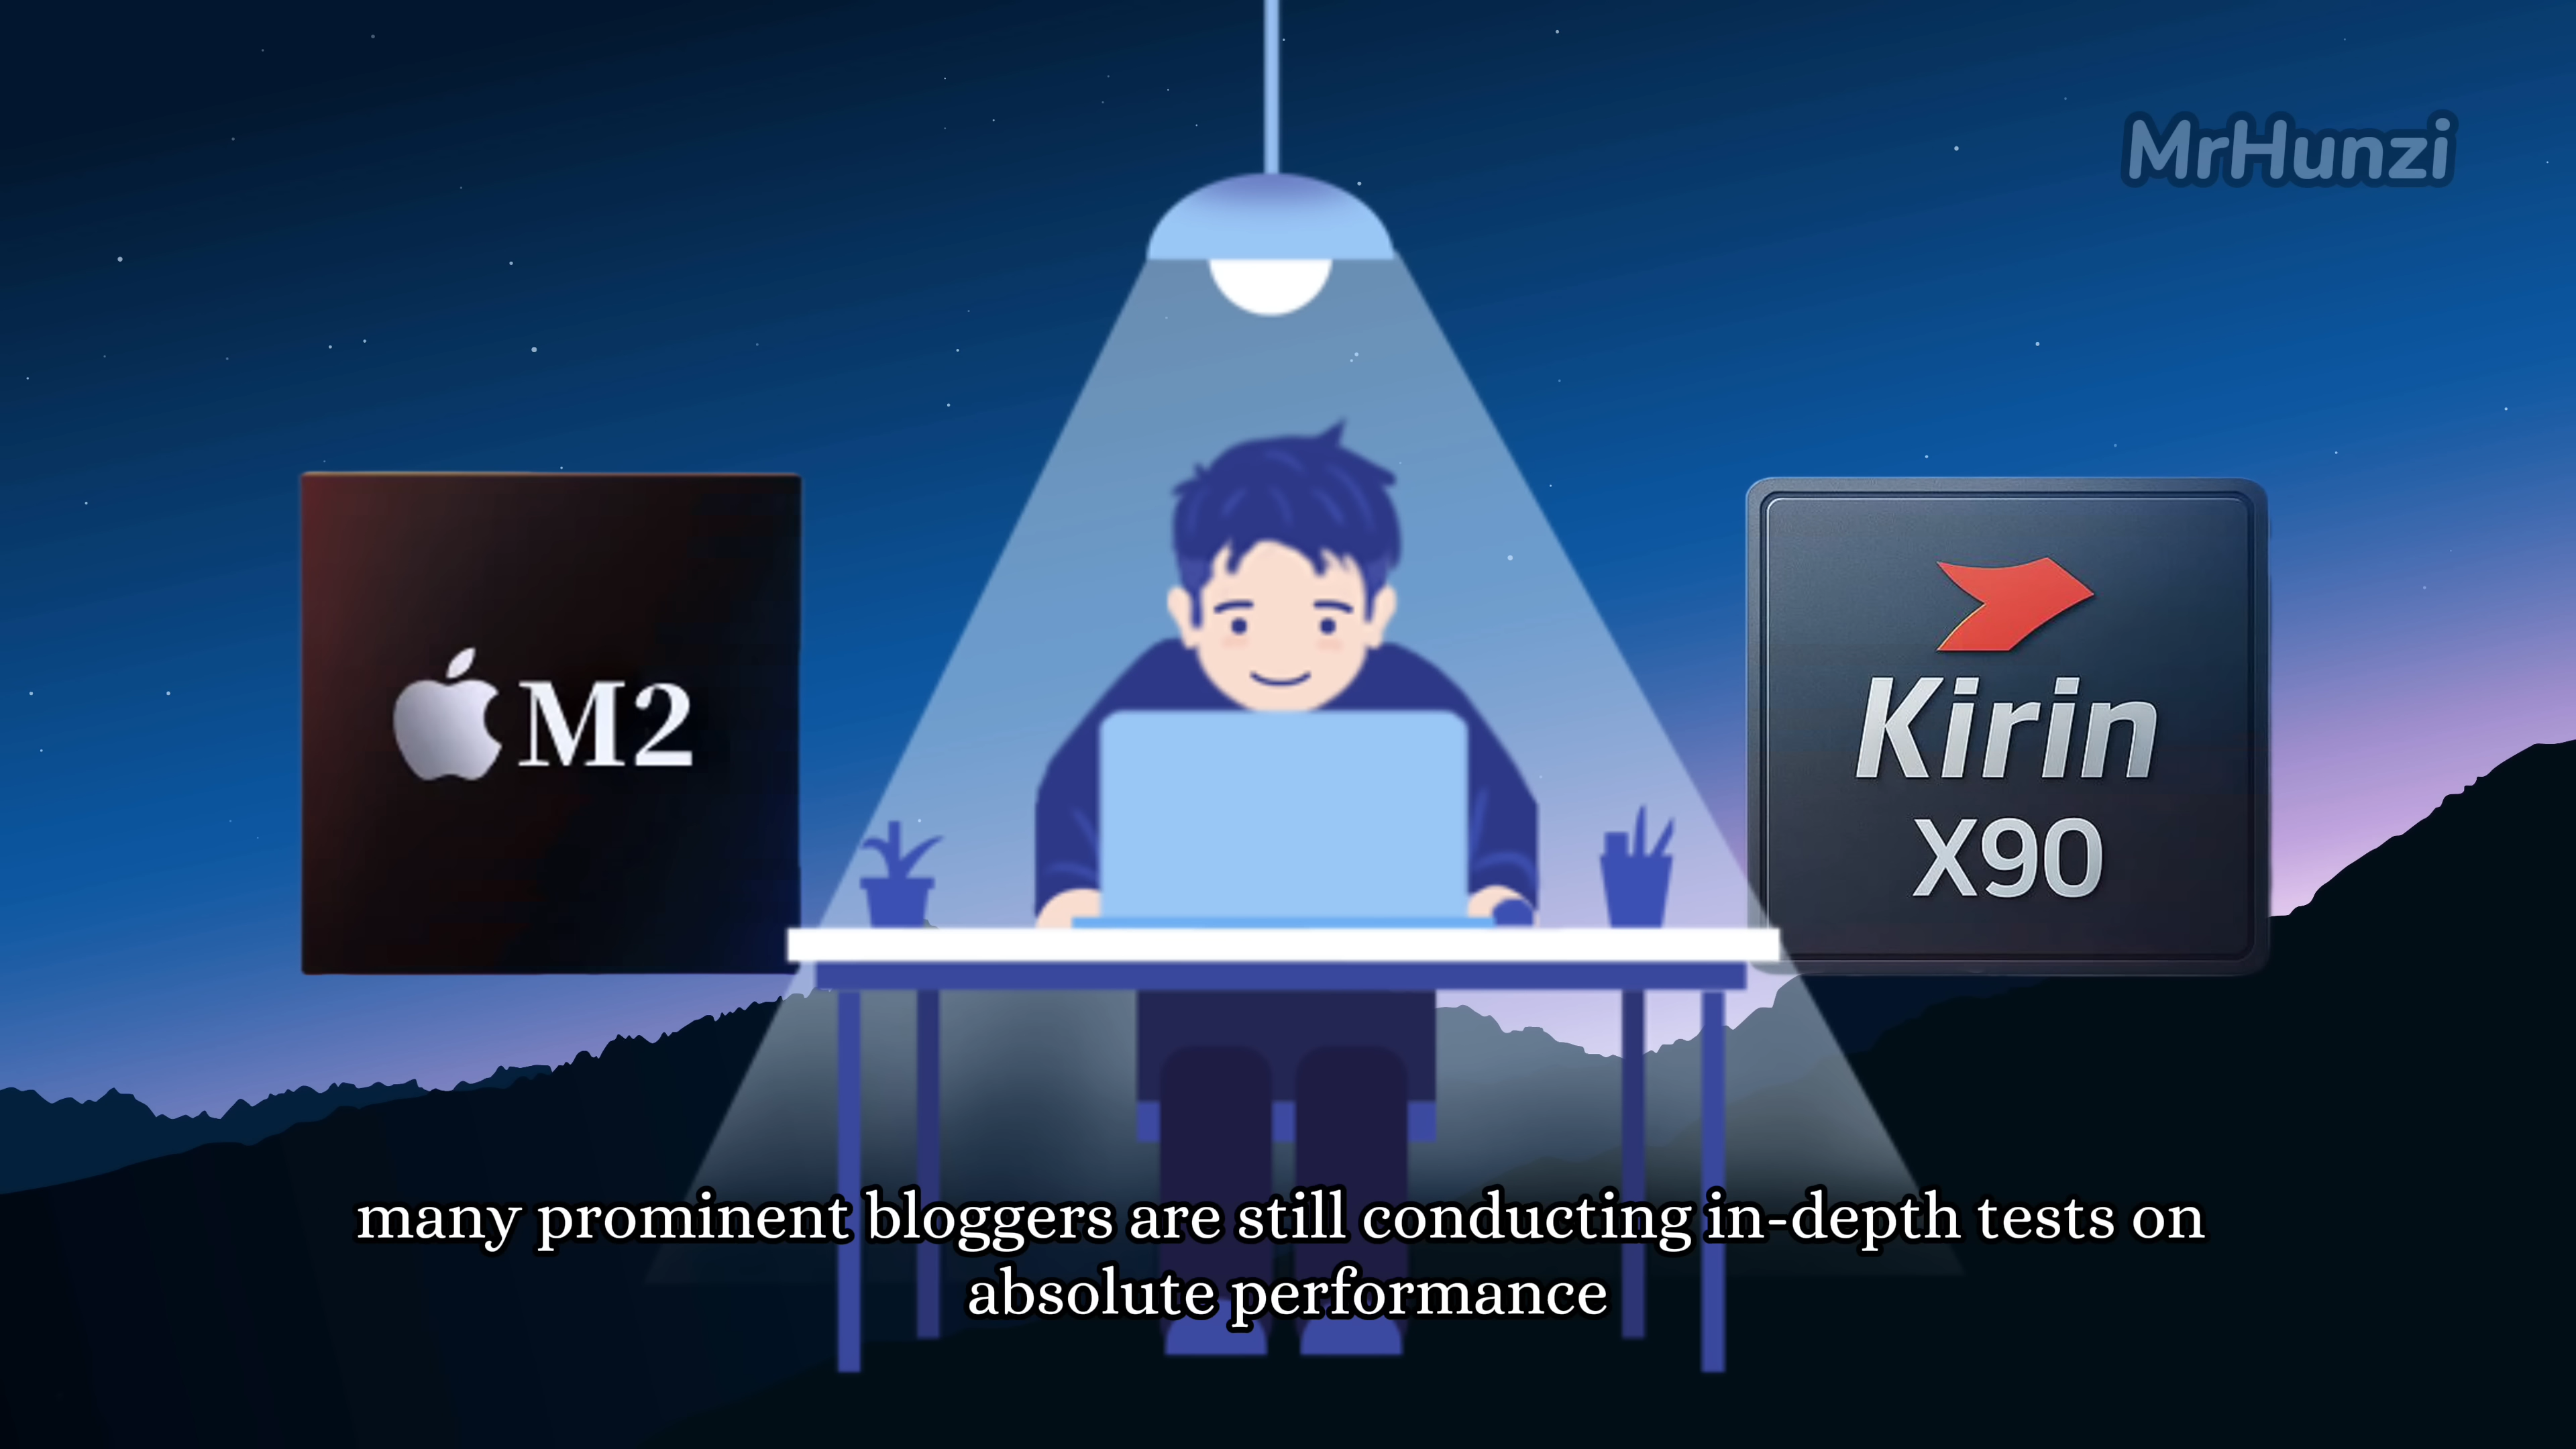 MrHunzi
M2
Kirin
X90
many prominent bloggers are still conducting in-depth tests on
absolute performance